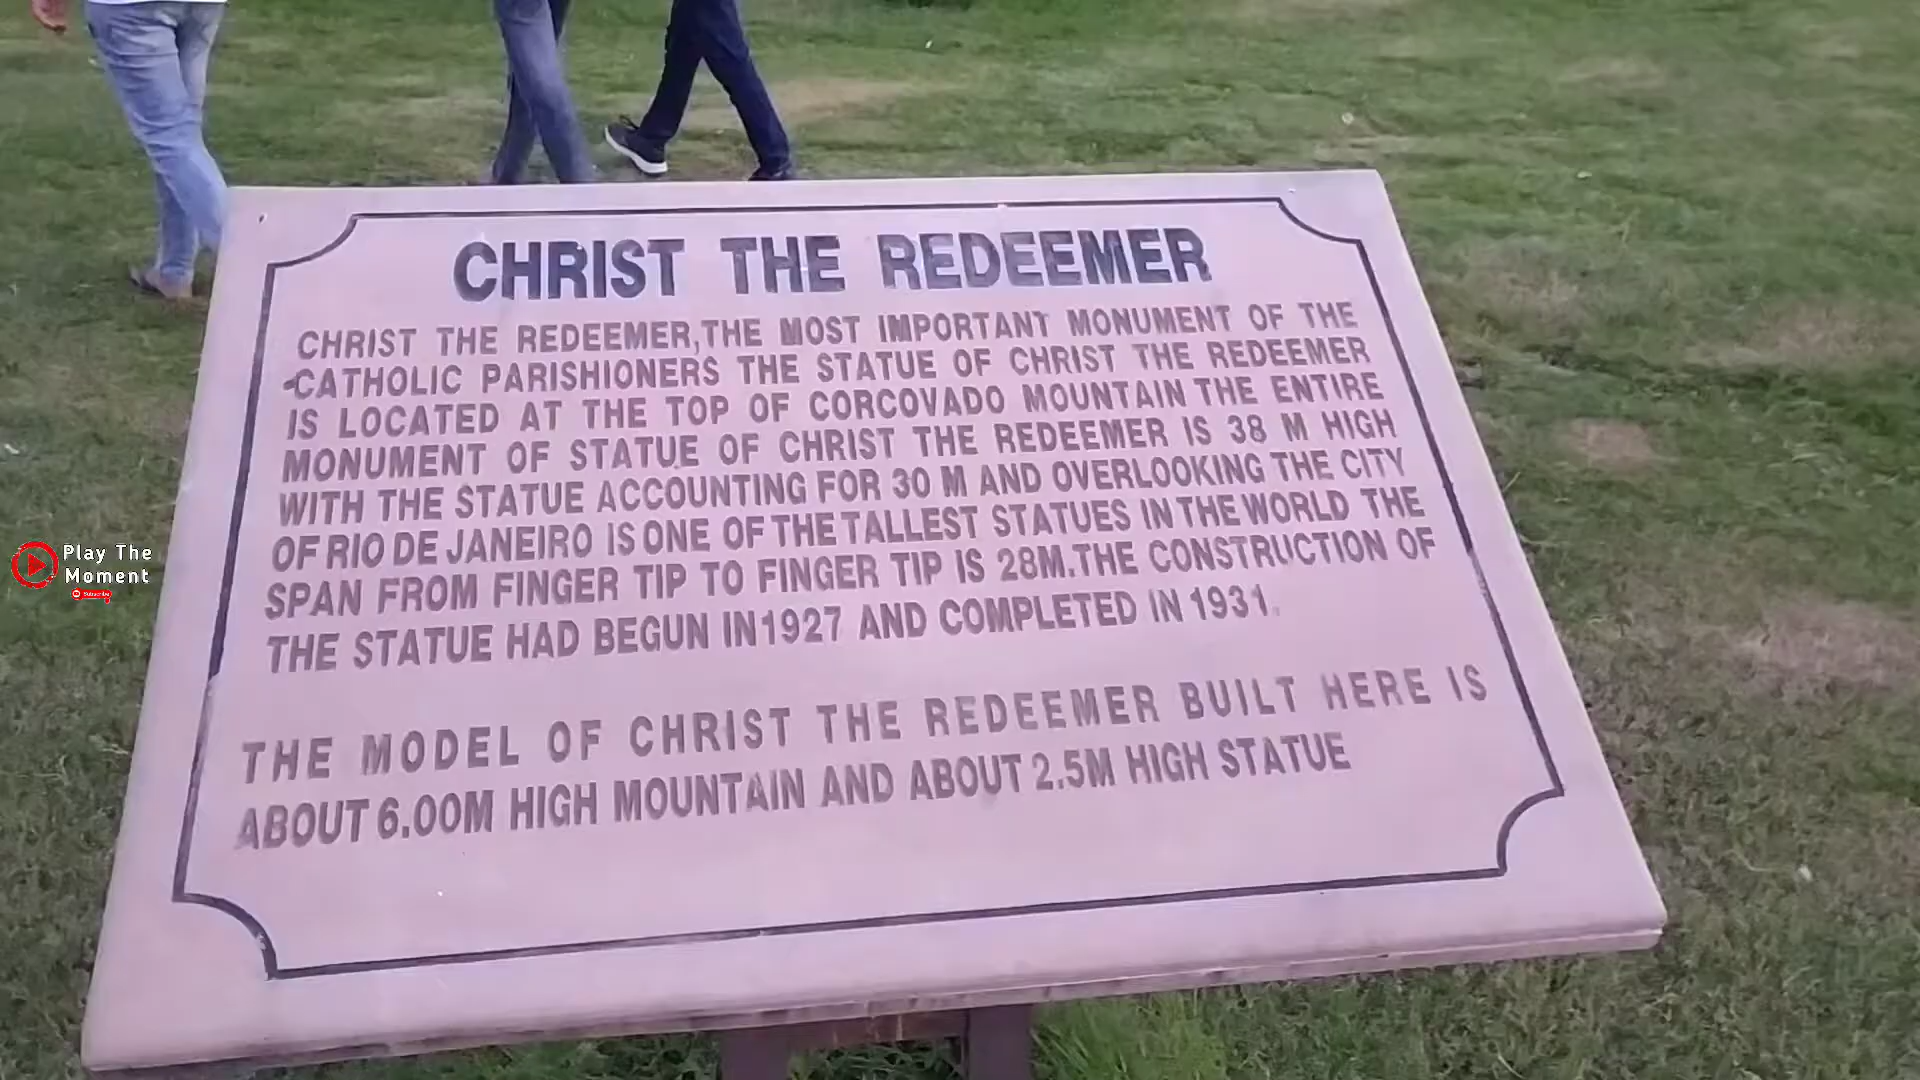 CHRIST THE REDEEMER
CHRIST THE REDEEMER,THE MOST IMPORTANT MONUMENT OF THE
CATHOLIC PARISHIONERS THE STATUE OF CHRIST THE REDEEMER
IS LOCATED AT THE TOP OF CORCOVADO MOUNTAIN THE ENTIRE
MONUMENT OF STATUE OF CHRIST THE REDEEMER IS 38 M HIGH
WITH THE STATUE ACCOUNTING FOR 30 M AND OVERLOOKING THE CITY
OF RIO DE JANEIRO IS ONE OF THE TALLEST STATUES IN THE WORLD THE
SPAN FROM FINGER TIP TO FINGER TIP IS 28M.THE CONSTRUCTION OF
THE STATUE HAD BEGUN IN 1927 AND COMPLETED IN 1931.
THE MODEL OF CHRIST THE REDEEMER BUILT HERE IS
ABOUT 6.00M HIGH MOUNTAIN AND ABOUT 2.5M HIGH STATUE
Play The
Moment
Subscribe